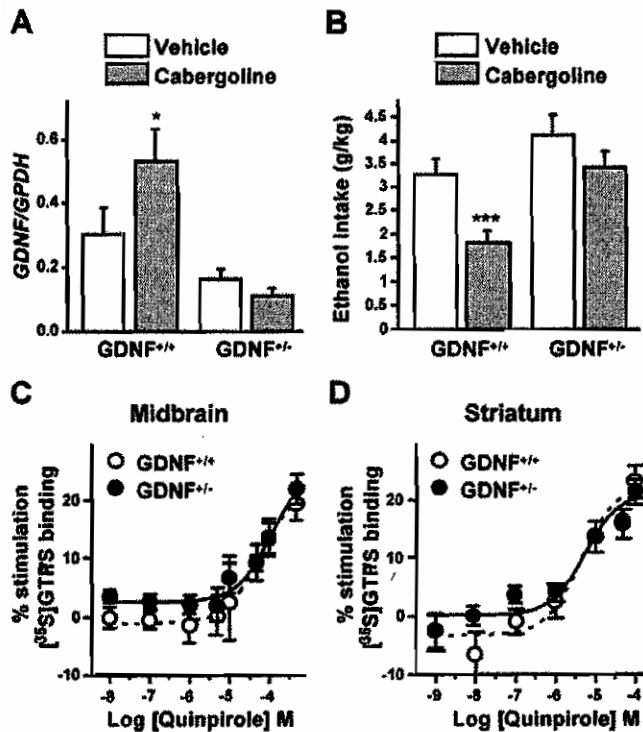 A
Vehicle
Cabergoline
GDNF/GPDH
0.6
*
0.4
0.2
0.0
GDNF+/+
GDNF+/-
B
Vehicle
Cabergoline
Ethanol Intake (g/kg)
4.5
4
3.5
3
2.5
2
1.5
1
.5
0
***
GDNF+/+
GDNF+/-
C
Midbrain
GDNF+/+
GDNF+/-
% stimulation
[35S]GTPγS binding
20
10
0
-10
-8
-7
-6
-5
-4
Log [Quinpirole] M
D
Striatum
GDNF+/+
GDNF+/-
% stimulation
[35S]GTPγS binding
20
10
0
-10
-9
-8
-7
-6
-5
-4
Log [Quinpirole] M